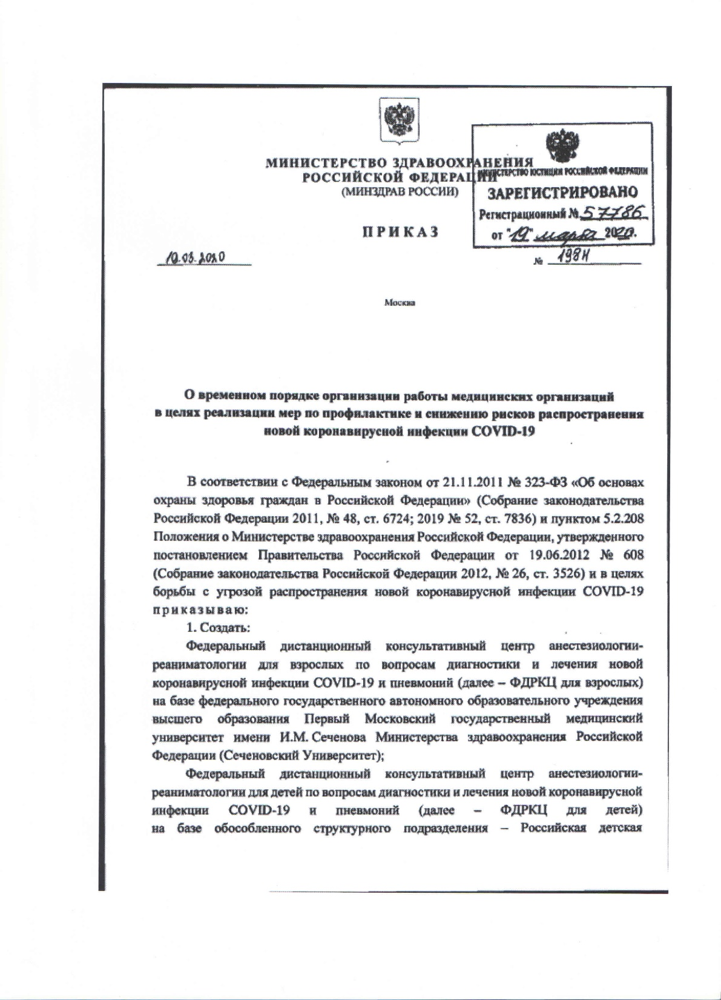 МИНИСТЕРСТВО ЗДРАВООХРАНЕНИЯ
РОССИЙСКОЙ ФЕДЕРАЦИИ
(МИНЗДРАВ РОССИИ)
МИНИСТЕРСТВО ЮСТИЦИИ РОССИЙСКОЙ ФЕДЕРАЦИИ
ЗАРЕГИСТРИРОВАНО
Регистрационный № 57786
от "19" марта 2020.
ПРИКАЗ
19.03.2020
№ 198н
Москва
О временном порядке организации работы медицинских организаций
в целях реализации мер по профилактике и снижению рисков распространения
новой коронавирусной инфекции COVID-19
В соответствии с Федеральным законом от 21.11.2011 № 323-ФЗ «Об основах
охраны здоровья граждан в Российской Федерации» (Собрание законодательства
Российской Федерации 2011, № 48, ст. 6724; 2019 № 52, ст. 7836) и пунктом 5.2.208
Положения о Министерстве здравоохранения Российской Федерации, утвержденного
постановлением Правительства Российской Федерации от 19.06.2012 № 608
(Собрание законодательства Российской Федерации 2012, № 26, ст. 3526) и в целях
борьбы с угрозой распространения новой коронавирусной инфекции COVID-19
приказываю:
1. Создать:
Федеральный дистанционный консультативный центр анестезиологии-
реаниматологии для взрослых по вопросам диагностики и лечения новой
коронавирусной инфекции COVID-19 и пневмоний (далее – ФДРКЦ для взрослых)
на базе федерального государственного автономного образовательного учреждения
высшего образования Первый Московский государственный медицинский
университет имени И.М. Сеченова Министерства здравоохранения Российской
Федерации (Сеченовский Университет);
Федеральный дистанционный консультативный центр анестезиологии-
реаниматологии для детей по вопросам диагностики и лечения новой коронавирусной
инфекции COVID-19 и пневмоний (далее – ФДРКЦ для детей)
на базе обособленного структурного подразделения – Российская детская